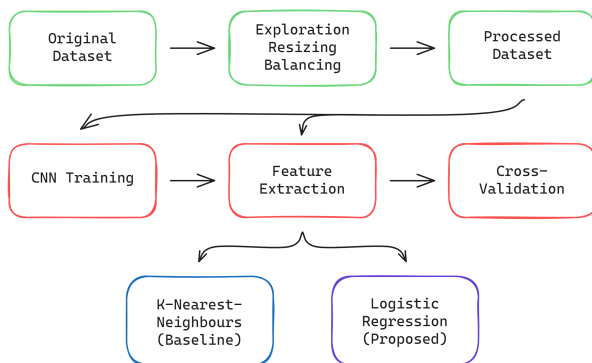 Original
Dataset
Exploration
Resizing
Balancing
Processed
Dataset
CNN Training
Feature
Extraction
Cross-
Validation
K-Nearest-
Neighbours
(Baseline)
Logistic
Regression
(Proposed)